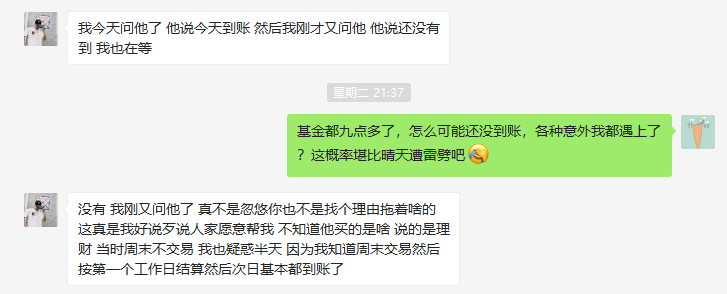 我今天问他了 他说今天到账 然后我刚才又问他 他说还没有
到 我也在等
星期二 21:37
基金都九点多了，怎么可能还没到账，各种意外我都遇上了
？这概率堪比晴天遭雷劈吧
没有 我刚又问他了 真不是忽悠你也不是找个理由拖着啥的
这真是我好说歹说人家愿意帮我 不知道他买的是啥 说的是理
财 当时周末不交易 我也疑惑半天 因为我知道周末交易然后
按第一个工作日结算然后次日基本都到账了